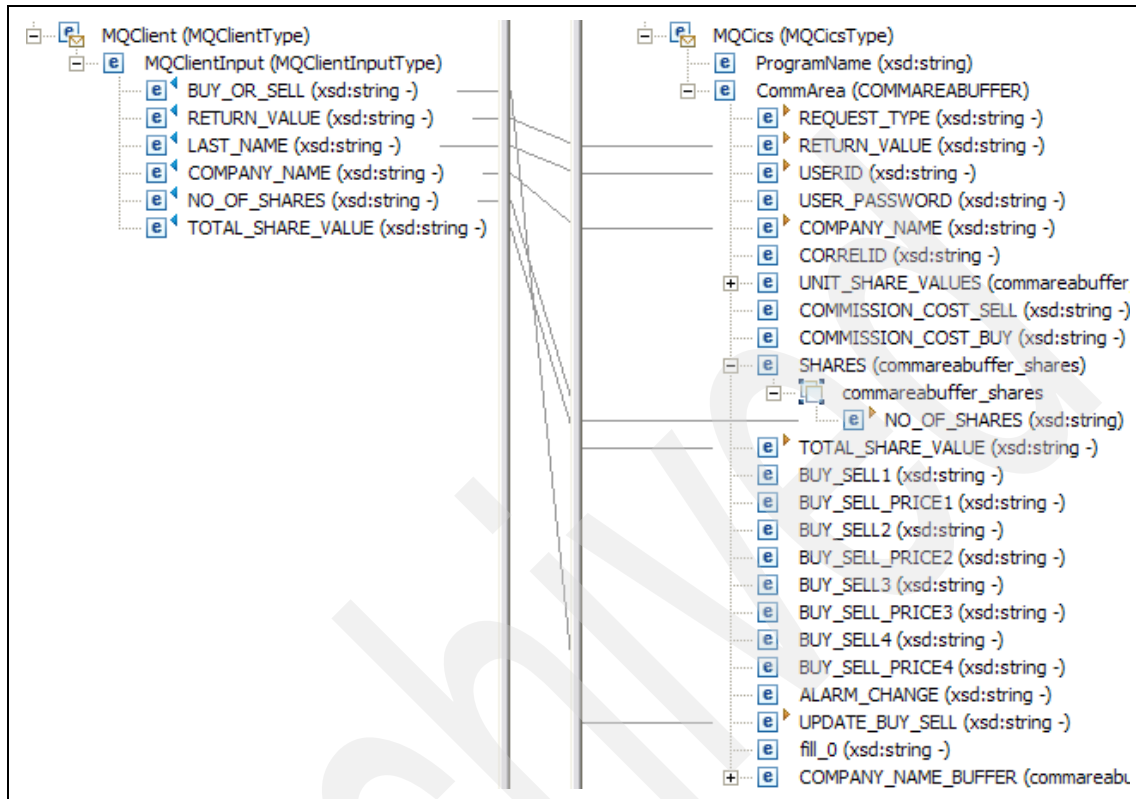 MQClient (MQClientType)
MQClientInput (MQClientInputType)
BUY_OR_SELL (xsd:string -)
RETURN_VALUE (xsd:string -)
LAST_NAME (xsd:string -)
COMPANY_NAME (xsd:string -)
NO_OF_SHARES (xsd:string -)
TOTAL_SHARE_VALUE (xsd:string -)
MQCics (MQCicsType)
ProgramName (xsd:string)
CommArea (COMMAREABUFFER)
REQUEST_TYPE (xsd:string -)
RETURN_VALUE (xsd:string -)
USERID (xsd:string -)
USER_PASSWORD (xsd:string -)
COMPANY_NAME (xsd:string -)
CORRELID (xsd:string -)
UNIT_SHARE_VALUES (commareabuffer
COMMISSION_COST_SELL (xsd:string -)
COMMISSION_COST_BUY (xsd:string -)
SHARES (commareabuffer_shares)
commareabuffer_shares
NO_OF_SHARES (xsd:string)
TOTAL_SHARE_VALUE (xsd:string -)
BUY_SELL1 (xsd:string -)
BUY_SELL_PRICE1 (xsd:string -)
BUY_SELL2 (xsd:string -)
BUY_SELL_PRICE2 (xsd:string -)
BUY_SELL3 (xsd:string -)
BUY_SELL_PRICE3 (xsd:string -)
BUY_SELL4 (xsd:string -)
BUY_SELL_PRICE4 (xsd:string -)
ALARM_CHANGE (xsd:string -)
UPDATE_BUY_SELL (xsd:string -)
fill_0 (xsd:string -)
COMPANY_NAME_BUFFER (commareabu